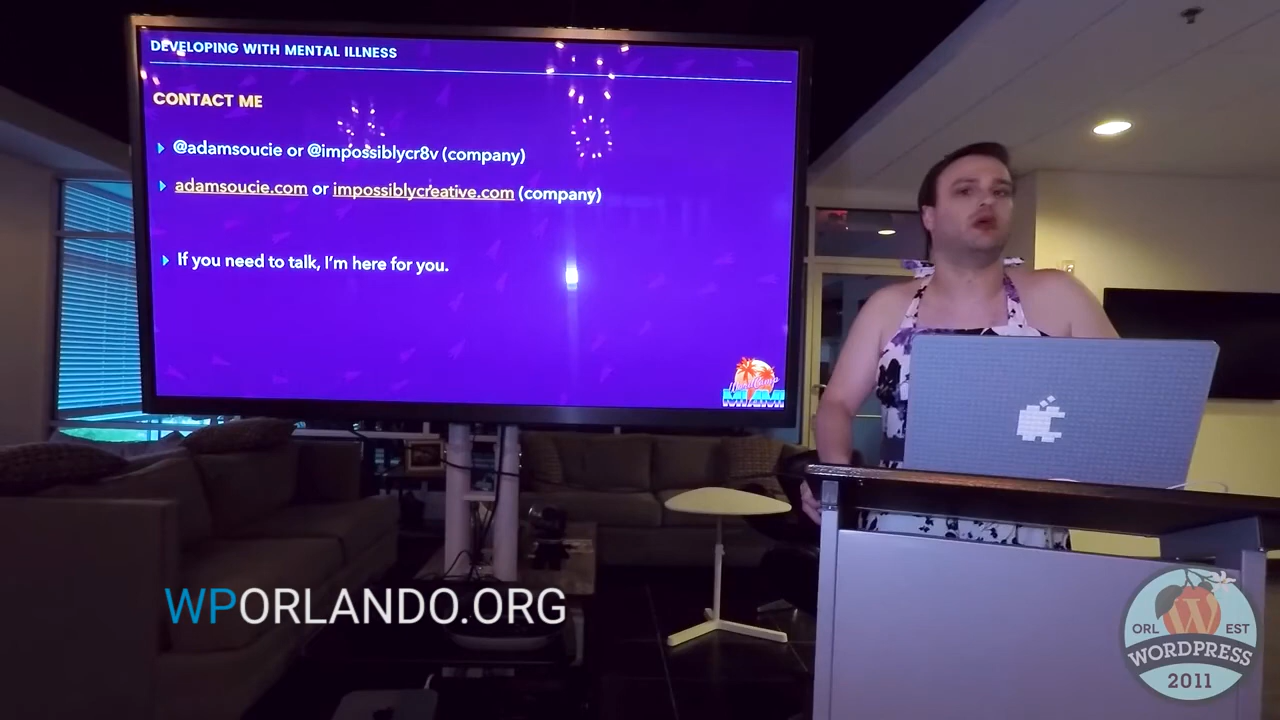 DEVELOPING WITH MENTAL ILLNESS
CONTACT ME
@adamsoucie or @impossiblycr8v (company)
adamsoucie.com or impossiblycreative.com (company)
If you need to talk, I'm here for you.
WordCamp
MIAMI
WPORLANDO.ORG
ORL EST
WORDPRESS
2011